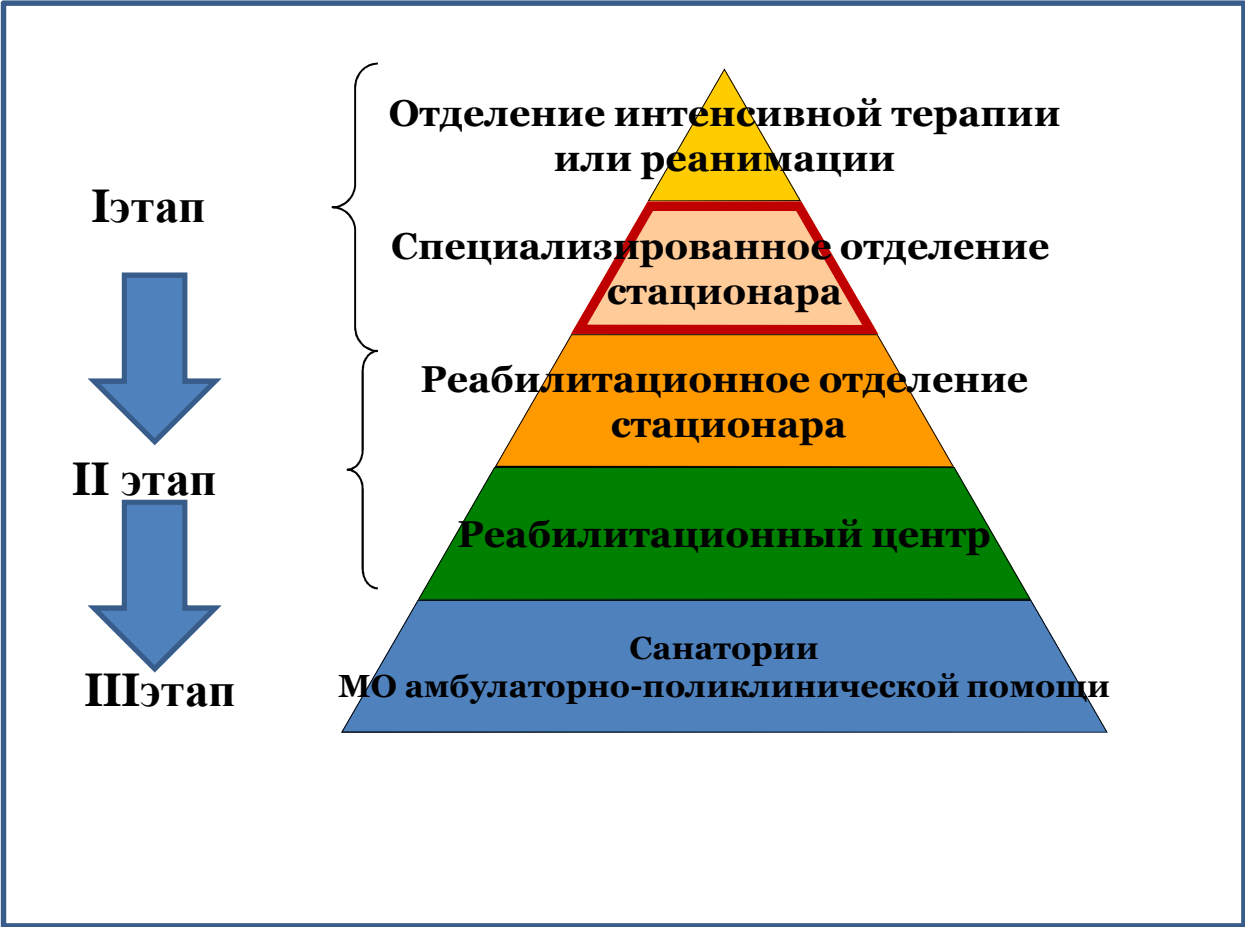 Отделение интенсивной терапии
или реанимации
Iэтап
Специализированное отделение
стационара
Реабилитационное отделение
стационара
II этап
Реабилитационный центр
Санатории
МО амбулаторно-поликлинической помощи
IIIэтап